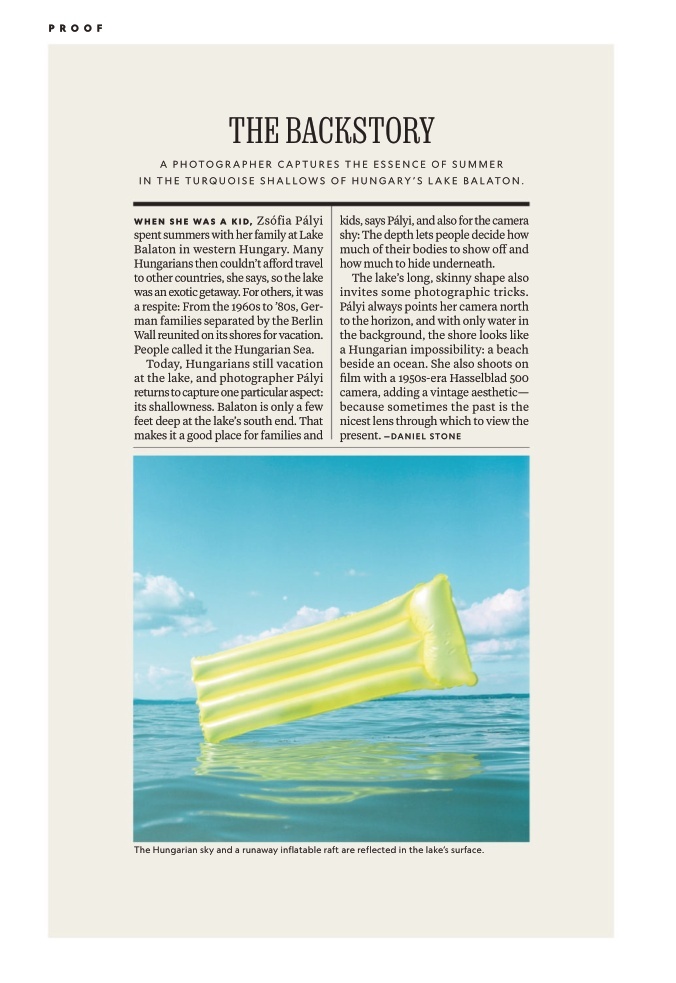 PROOF
THE BACKSTORY
A PHOTOGRAPHER CAPTURES THE ESSENCE OF SUMMER
IN THE TURQUOISE SHALLOWS OF HUNGARY'S LAKE BALATON.
WHEN SHE WAS A KID, Zsófia Pályi
spent summers with her family at Lake
Balaton in western Hungary. Many
Hungarians then couldn't afford travel
to other countries, she says, so the lake
was an exotic getaway. For others, it was
a respite: From the 1960s to '80s, Ger-
man families separated by the Berlin
Wall reunited on its shores for vacation.
People called it the Hungarian Sea.
Today, Hungarians still vacation
at the lake, and photographer Pályi
returns to capture one particular aspect:
its shallowness. Balaton is only a few
feet deep at the lake's south end. That
makes it a good place for families and
kids, says Pályi, and also for the camera
shy: The depth lets people decide how
much of their bodies to show off and
how much to hide underneath.
The lake's long, skinny shape also
invites some photographic tricks.
Pályi always points her camera north
to the horizon, and with only water in
the background, the shore looks like
a Hungarian impossibility: a beach
beside an ocean. She also shoots on
film with a 1950s-era Hasselblad 500
camera, adding a vintage aesthetic—
because sometimes the past is the
nicest lens through which to view the
present. —DANIEL STONE
The Hungarian sky and a runaway inflatable raft are reflected in the lake's surface.